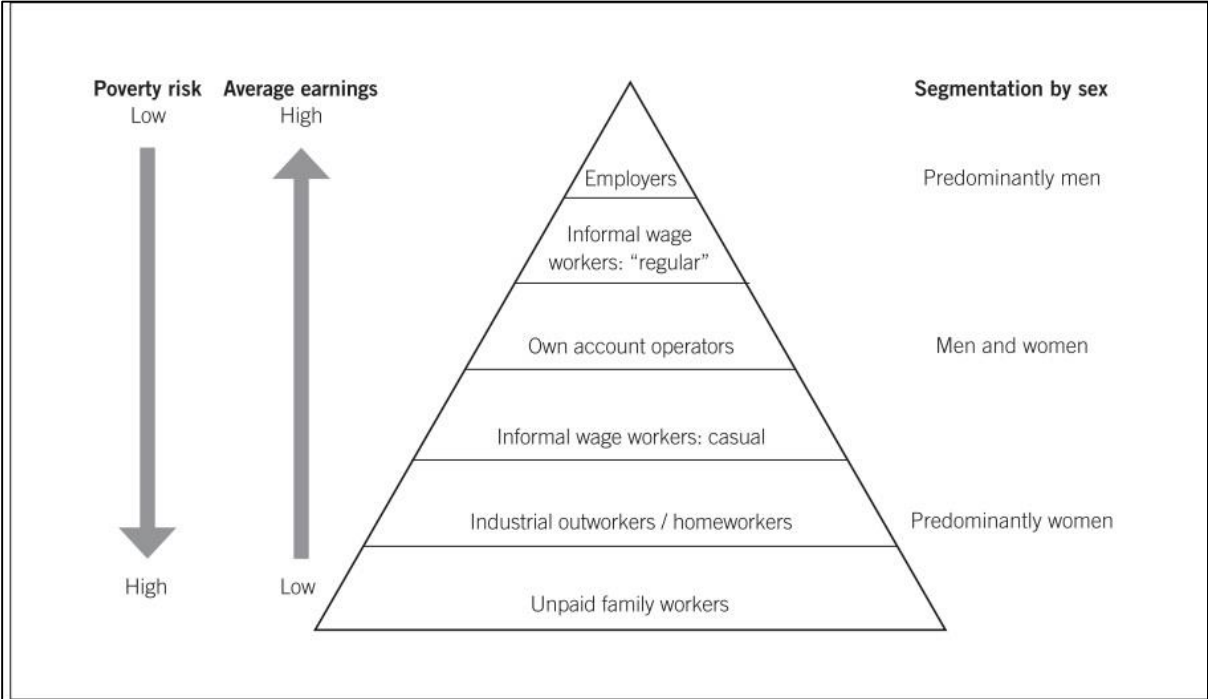 Poverty risk
Low
Average earnings
High
Segmentation by sex
Employers
Predominantly men
Informal wage
workers: “regular”
Own account operators
Men and women
Informal wage workers: casual
Industrial outworkers / homeworkers
Predominantly women
High
Low
Unpaid family workers